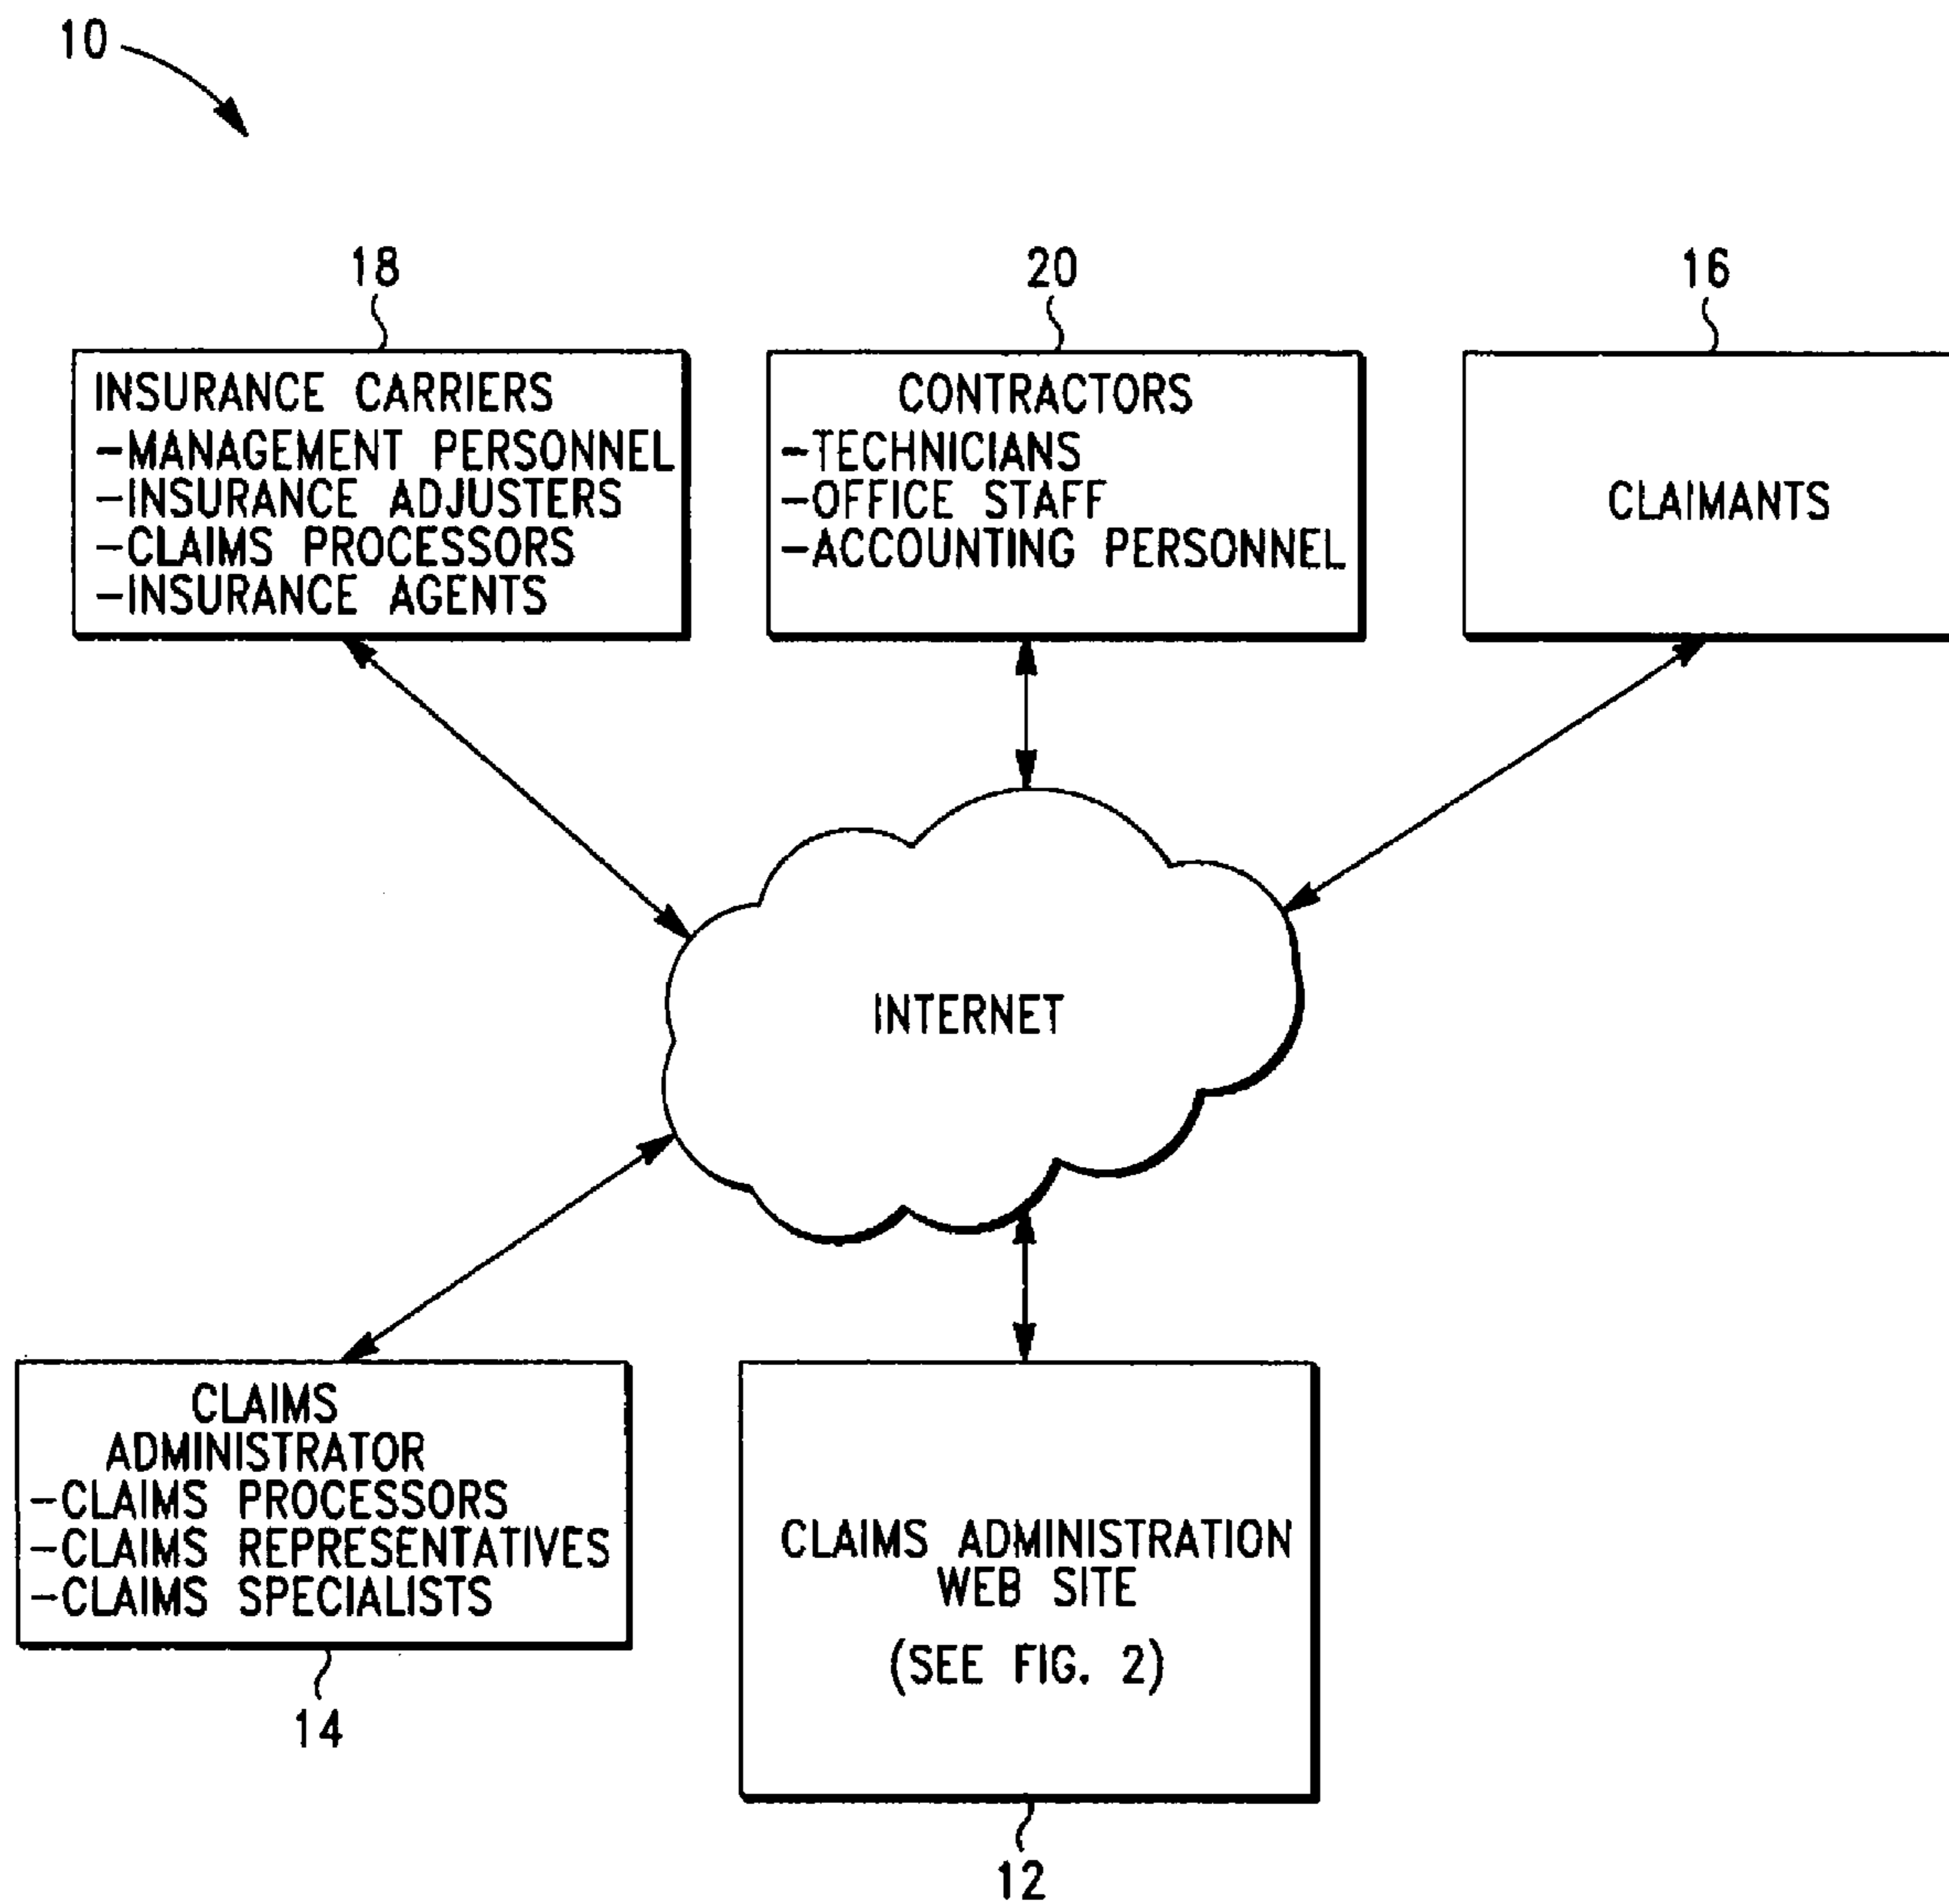 10
18
INSURANCE CARRIERS
-MANAGEMENT PERSONNEL
-INSURANCE ADJUSTERS
-CLAIMS PROCESSORS
-INSURANCE AGENTS
20
CONTRACTORS
-TECHNICIANS
-OFFICE STAFF
-ACCOUNTING PERSONNEL
16
CLAIMANTS
INTERNET
CLAIMS
ADMINISTRATOR
-CLAIMS PROCESSORS
-CLAIMS REPRESENTATIVES
-CLAIMS SPECIALISTS
14
CLAIMS ADMINISTRATION
WEB SITE
(SEE FIG. 2)
12